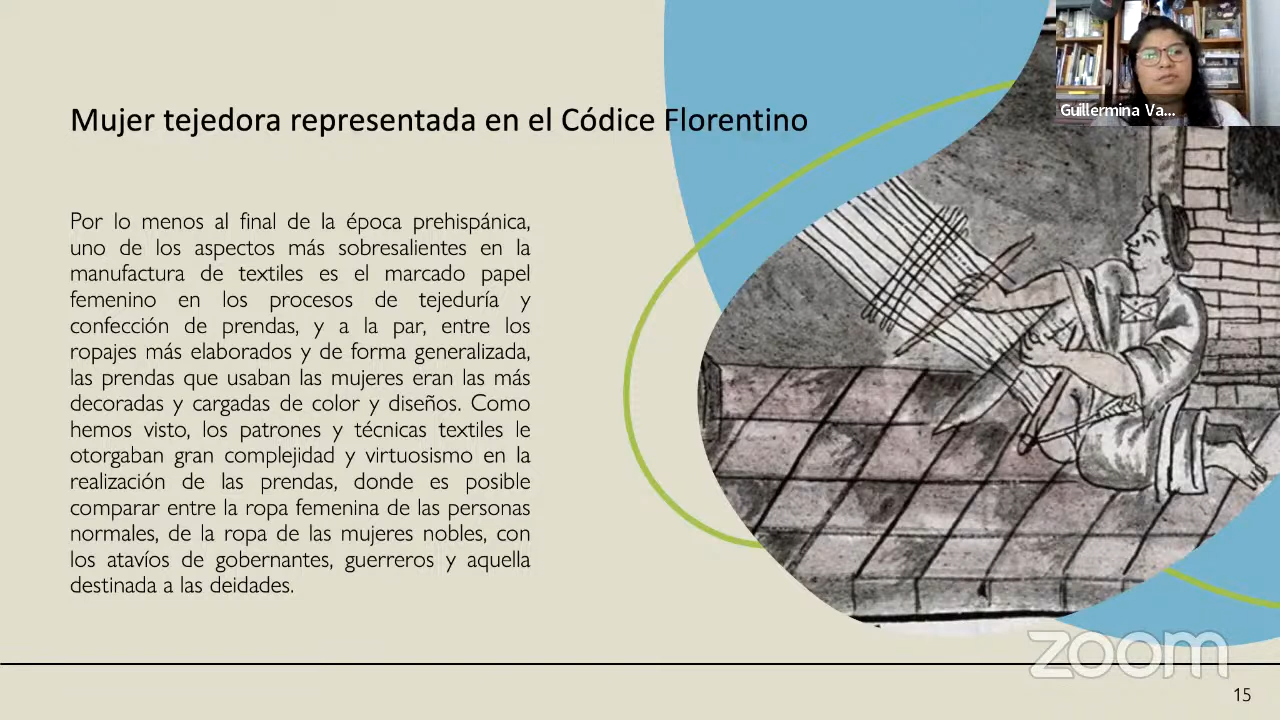 Guillermina Va...
Mujer tejedora representada en el Códice Florentino
Por lo menos al final de la época prehispánica,
uno de los aspectos más sobresalientes en la
manufactura de textiles es el marcado papel
femenino en los procesos de tejeduría y
confección de prendas, y a la par, entre los
ropajes más elaborados y de forma generalizada,
las prendas que usaban las mujeres eran las más
decoradas y cargadas de color y diseños. Como
hemos visto, los patrones y técnicas textiles le
otorgaban gran complejidad y virtuosismo en la
realización de las prendas, donde es posible
comparar entre la ropa femenina de las personas
normales, de la ropa de las mujeres nobles, con
los atavíos de gobernantes, guerreros y aquella
destinada a las deidades.
zoom
15